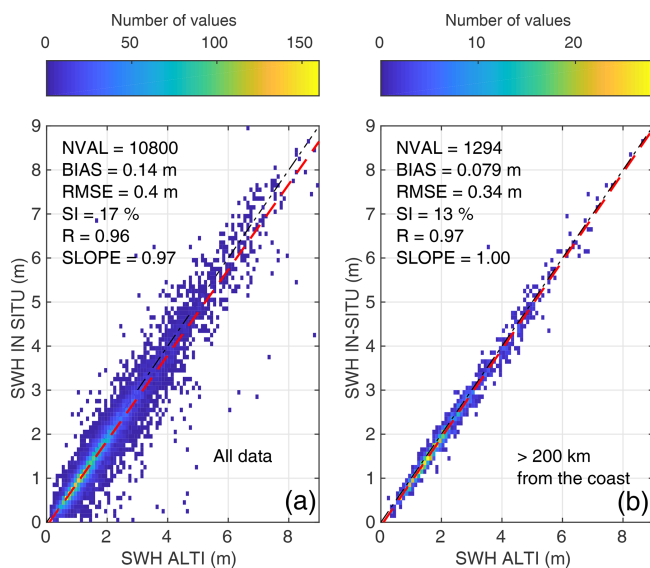 Number of values
0 50 100 150
NVAL = 10800
BIAS = 0.14 m
RMSE = 0.4 m
SI = 17 %
R = 0.96
SLOPE = 0.97
All data
(a)
9
8
7
6
5
4
3
2
1
0
SWH IN SITU (m)
0 2 4 6 8
SWH ALTI (m)
Number of values
0 10 20
NVAL = 1294
BIAS = 0.079 m
RMSE = 0.34 m
SI = 13 %
R = 0.97
SLOPE = 1.00
> 200 km
from the coast
(b)
9
8
7
6
5
4
3
2
1
0
SWH IN-SITU (m)
0 2 4 6 8
SWH ALTI (m)